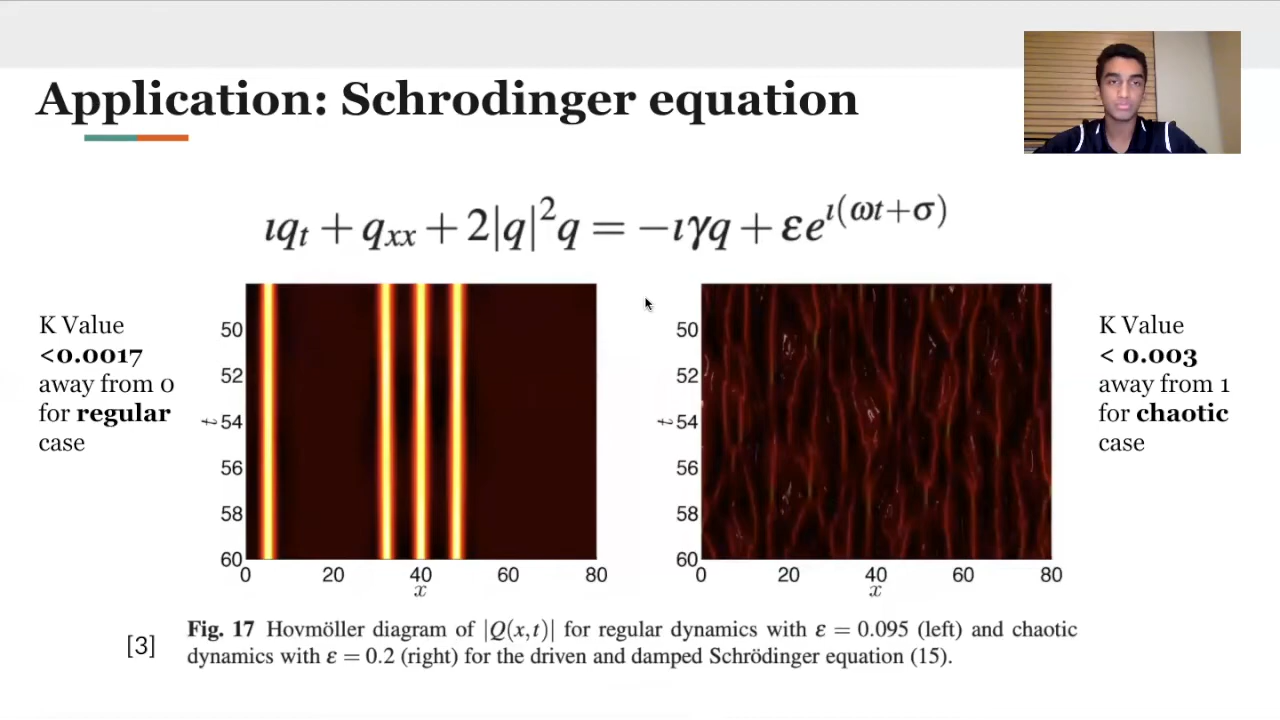 Application: Schrodinger equation
ıqₜ + qₓₓ + 2|q|²q = −ıγq + εe^{ı(ωt+σ)}
K Value
<0.0017
away from 0
for regular
case
50
52
t 54
56
58
60
0 20 40 60 80
x
50
52
t 54
56
58
60
0 20 40 60 80
x
K Value
< 0.003
away from 1
for chaotic
case
[3]
Fig. 17 Hovmöller diagram of |Q(x,t)| for regular dynamics with ε = 0.095 (left) and chaotic
dynamics with ε = 0.2 (right) for the driven and damped Schrödinger equation (15).